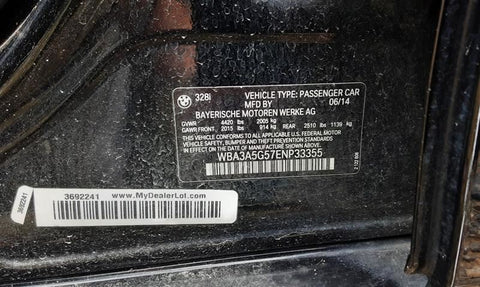 328I VEHICLE TYPE: PASSENGER CAR
MFD BY 06/14
BAYERISCHE MOTOREN WERKE AG
GVWR 4420 lbs 2005 kg
GAWR FRONT 2015 lbs 914 kg GAWR REAR 2510 lbs 1139 kg
THIS VEHICLE CONFORMS TO ALL APPLICABLE U.S. FEDERAL
MOTOR VEHICLE SAFETY, BUMPER, AND THEFT PREVENTION
STANDARDS IN EFFECT ON THE DATE OF MANUFACTURE SHOWN ABOVE
WBA3A5G57ENP33355
3692241 www.MyDealerLot.com
3692241